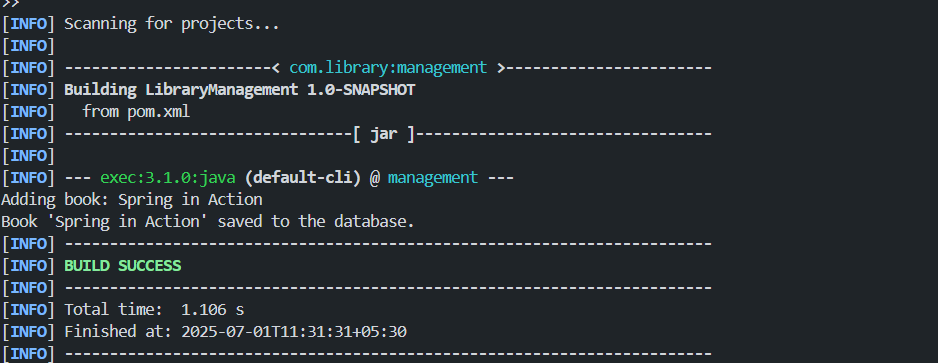 >>
[INFO] Scanning for projects...
[INFO]
[INFO] -----------------------< com.library:management >-----------------------
[INFO] Building LibraryManagement 1.0-SNAPSHOT
[INFO]   from pom.xml
[INFO] --------------------------------[ jar ]---------------------------------
[INFO]
[INFO] --- exec:3.1.0:java (default-cli) @ management ---
Adding book: Spring in Action
Book 'Spring in Action' saved to the database.
[INFO] ------------------------------------------------------------------------
[INFO] BUILD SUCCESS
[INFO] ------------------------------------------------------------------------
[INFO] Total time:  1.106 s
[INFO] Finished at: 2025-07-01T11:31:31+05:30
[INFO] ------------------------------------------------------------------------